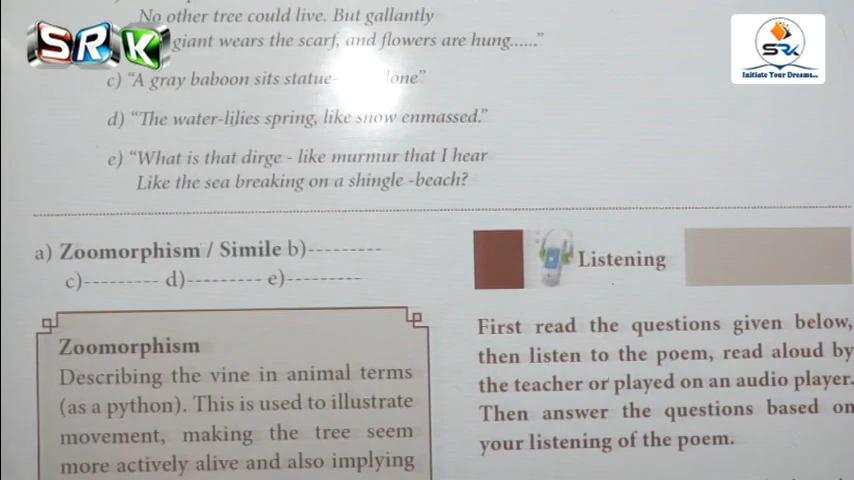 SRK
SRK
Initiate Your Dreams...
No other tree could live. But gallantly
giant wears the scarf, and flowers are hung......”
c) “A gray baboon sits statue- lone”
d) “The water-lilies spring, like snow enmassed.”
e) “What is that dirge - like murmur that I hear
Like the sea breaking on a shingle -beach?
a) Zoomorphism / Simile b)---------
c)--------- d)--------- e)---------
Zoomorphism
Describing the vine in animal terms
(as a python). This is used to illustrate
movement, making the tree seem
more actively alive and also implying
Listening
First read the questions given below,
then listen to the poem, read aloud by
the teacher or played on an audio player.
Then answer the questions based on
your listening of the poem.